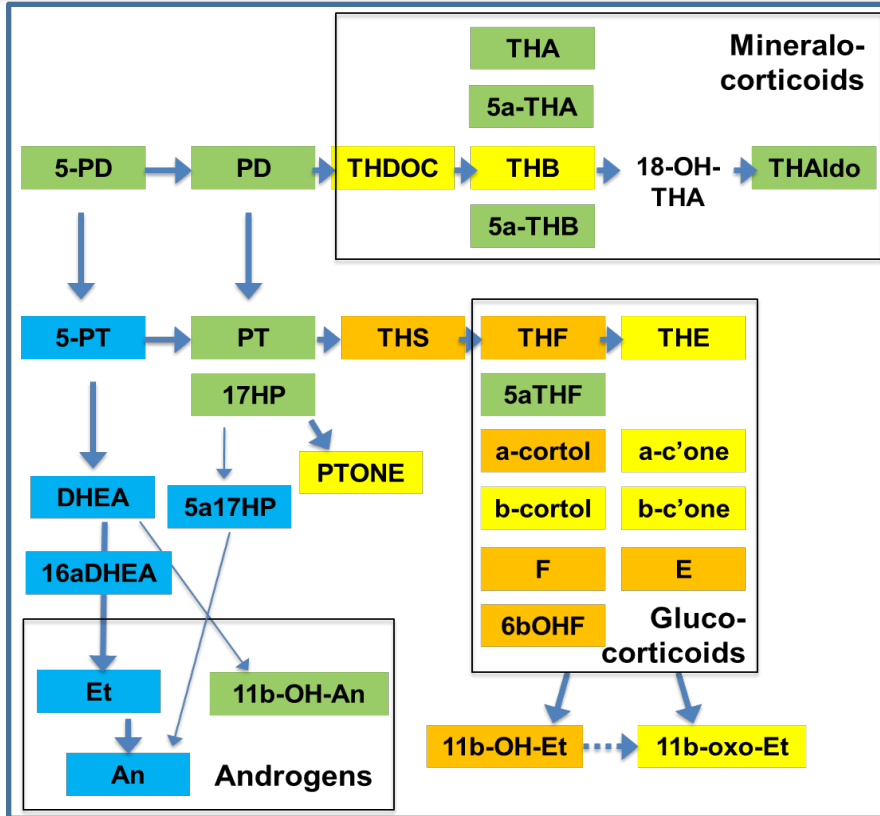 THA
Mineralo-
corticoids
5a-THA
5-PD
PD
THDOC
THB
18-OH-
THA
THAldo
5a-THB
5-PT
PT
THS
THF
THE
17HP
5aTHF
PTONE
a-cortol
a-c’one
DHEA
5a17HP
b-cortol
b-c’one
16aDHEA
F
E
6bOHF
Gluco-
corticoids
Et
11b-OH-An
11b-OH-Et
11b-oxo-Et
An
Androgens